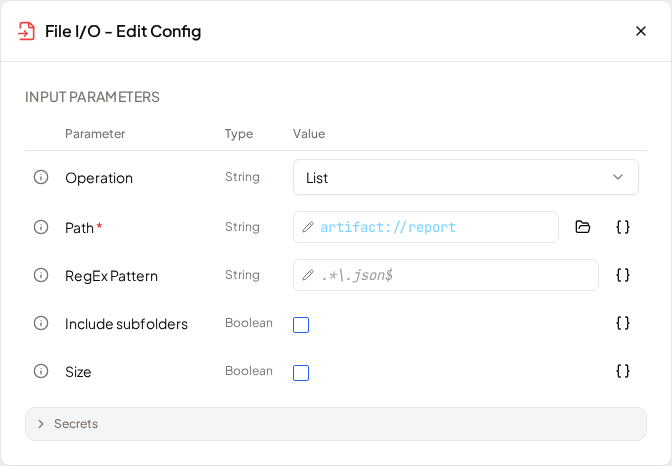 File I/O - Edit Config
INPUT PARAMETERS
Parameter Type Value
Operation String List
Path * String artifact://report {}
RegEx Pattern String .*\.json$ {}
Include subfolders Boolean {}
Size Boolean {}
Secrets